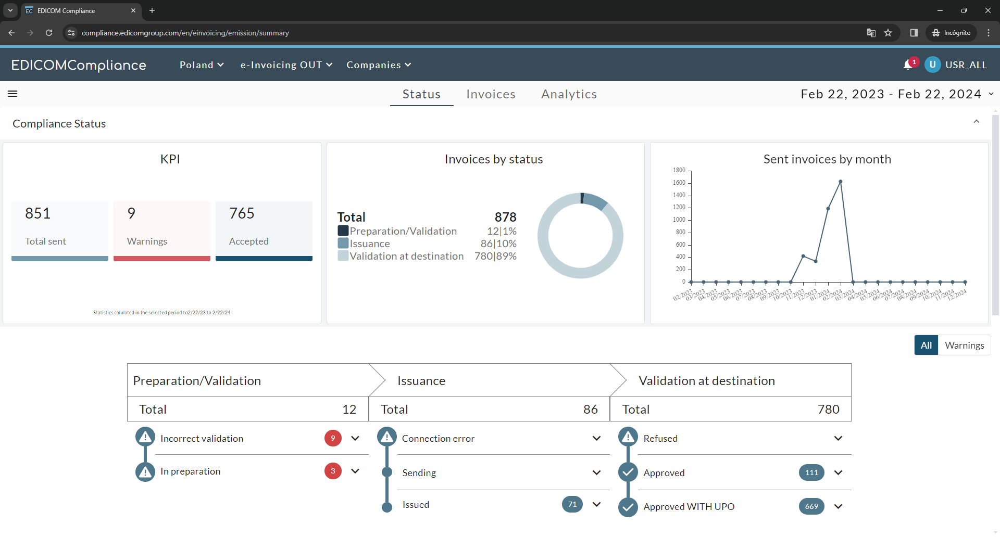 EC EDICOM Compliance
compliance.edicomgroup.com/en/einvoicing/emission/summary
Incógnito
EDICOMCompliance Poland e-Invoicing OUT Companies 1 U USR_ALL
Status Invoices Analytics Feb 22, 2023 - Feb 22, 2024
Compliance Status
KPI
851
Total sent
9
Warnings
765
Accepted
Statistics calulated in the selected period to2/22/23 to 2/22/24
Invoices by status
Total 878
Preparation/Validation 12|1%
Issuance 86|10%
Validation at destination 780|89%
Sent invoices by month
1800
1600
1400
1200
1000
800
600
400
200
0
02/2023 03/2023 04/2023 05/2023 06/2023 07/2023 08/2023 09/2023 10/2023 11/2023 12/2023 01/2024 02/2024 03/2024 04/2024 05/2024 06/2024 07/2024 08/2024 09/2024 10/2024 11/2024 12/2024
All Warnings
Preparation/Validation Issuance Validation at destination
Total 12 Total 86 Total 780
Incorrect validation 9 Connection error Refused
In preparation 3 Sending Approved 111
Issued 71 Approved WITH UPO 669